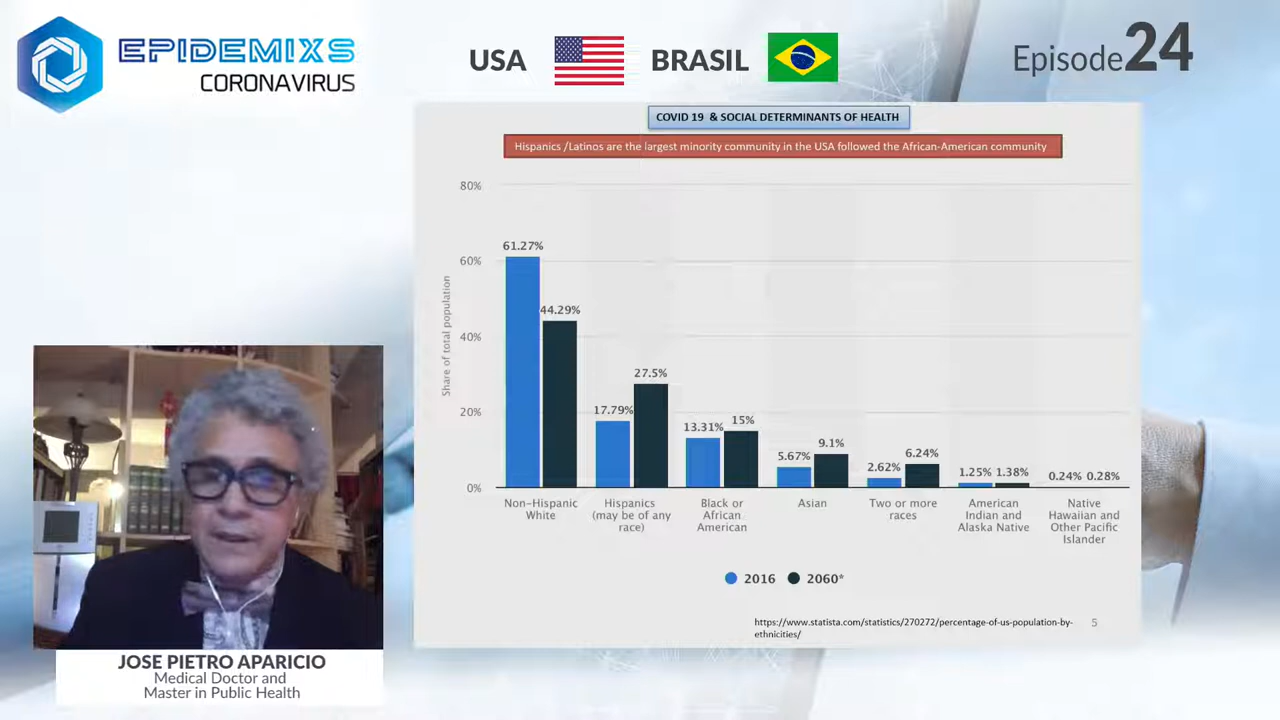 EPIDEMIXS
CORONAVIRUS
USA
BRASIL
Episode24
COVID 19 & SOCIAL DETERMINANTS OF HEALTH
Hispanics /Latinos are the largest minority community in the USA followed the African-American community
Share of total population
80%
60%
40%
20%
0%
61.27%
44.29%
17.79%
27.5%
13.31%
15%
5.67%
9.1%
2.62%
6.24%
1.25%
1.38%
0.24%
0.28%
Non-Hispanic
White
Hispanics
(may be of any
race)
Black or
African
American
Asian
Two or more
races
American
Indian and
Alaska Native
Native
Hawaiian and
Other Pacific
Islander
2016
2060*
https://www.statista.com/statistics/270272/percentage-of-us-population-by-
ethnicities/
5
JOSE PIETRO APARICIO
Medical Doctor and
Master in Public Health